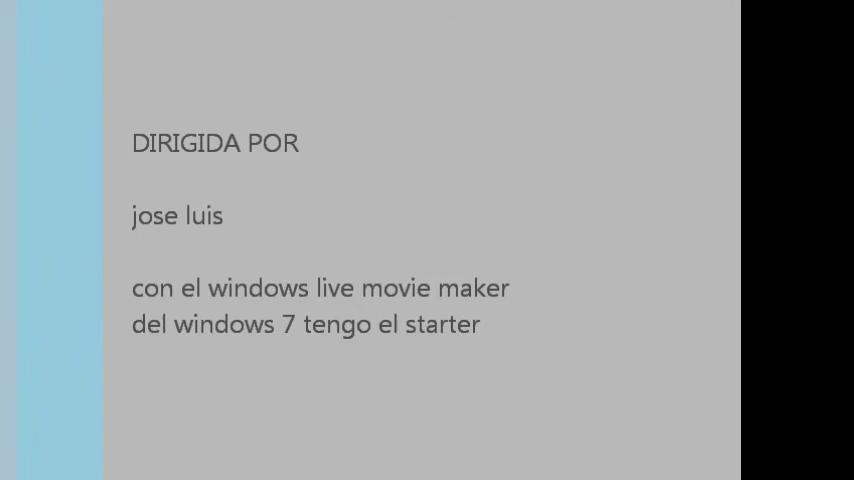 DIRIGIDA POR
jose luis
con el windows live movie maker
del windows 7 tengo el starter